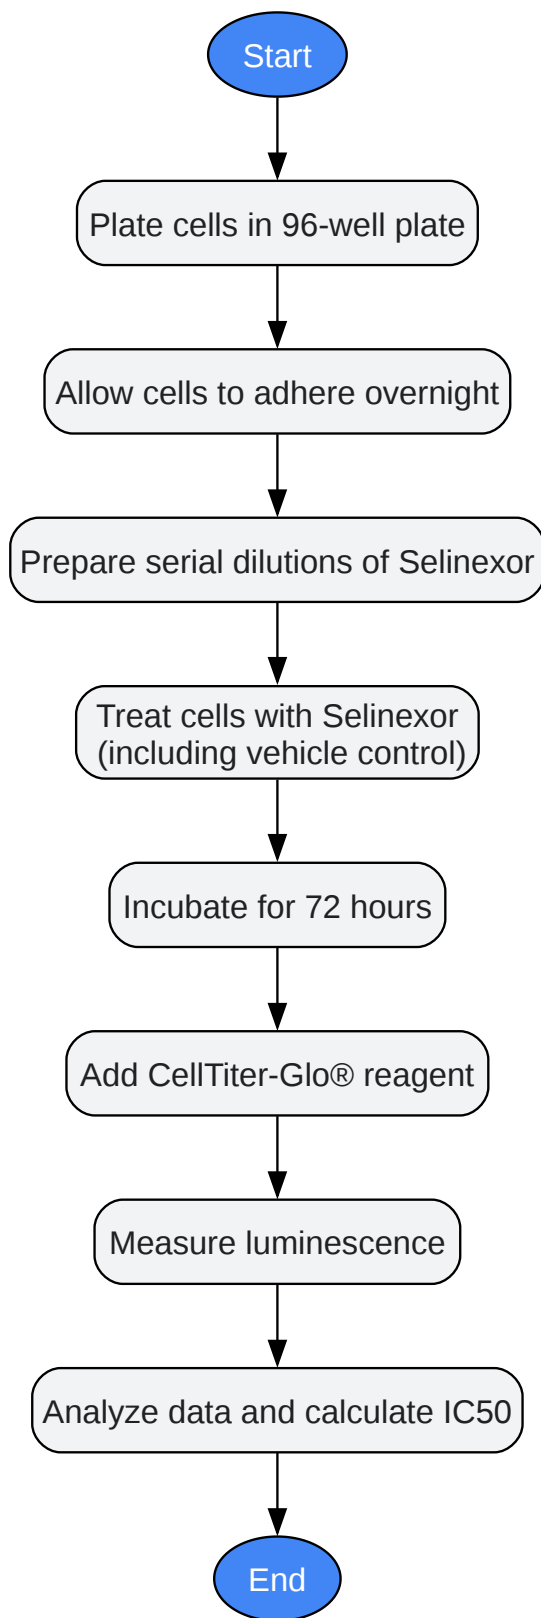 Start
Plate cells in 96-well plate
Allow cells to adhere overnight
Prepare serial dilutions of Selinexor
Treat cells with Selinexor
(including vehicle control)
Incubate for 72 hours
Add CellTiter-Glo® reagent
Measure luminescence
Analyze data and calculate IC50
End